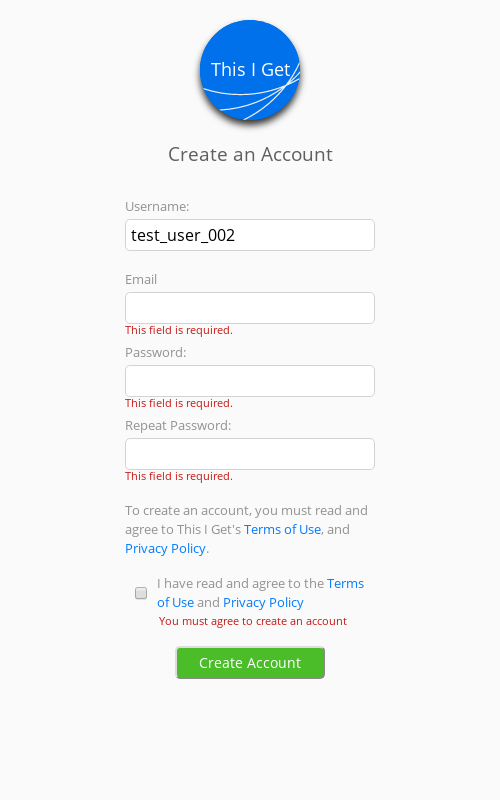 This I Get
Create an Account
Username:
test_user_002
Email
This field is required.
Password:
This field is required.
Repeat Password:
This field is required.
To create an account, you must read and
agree to This I Get's Terms of Use, and
Privacy Policy.
I have read and agree to the Terms
of Use and Privacy Policy
You must agree to create an account
Create Account